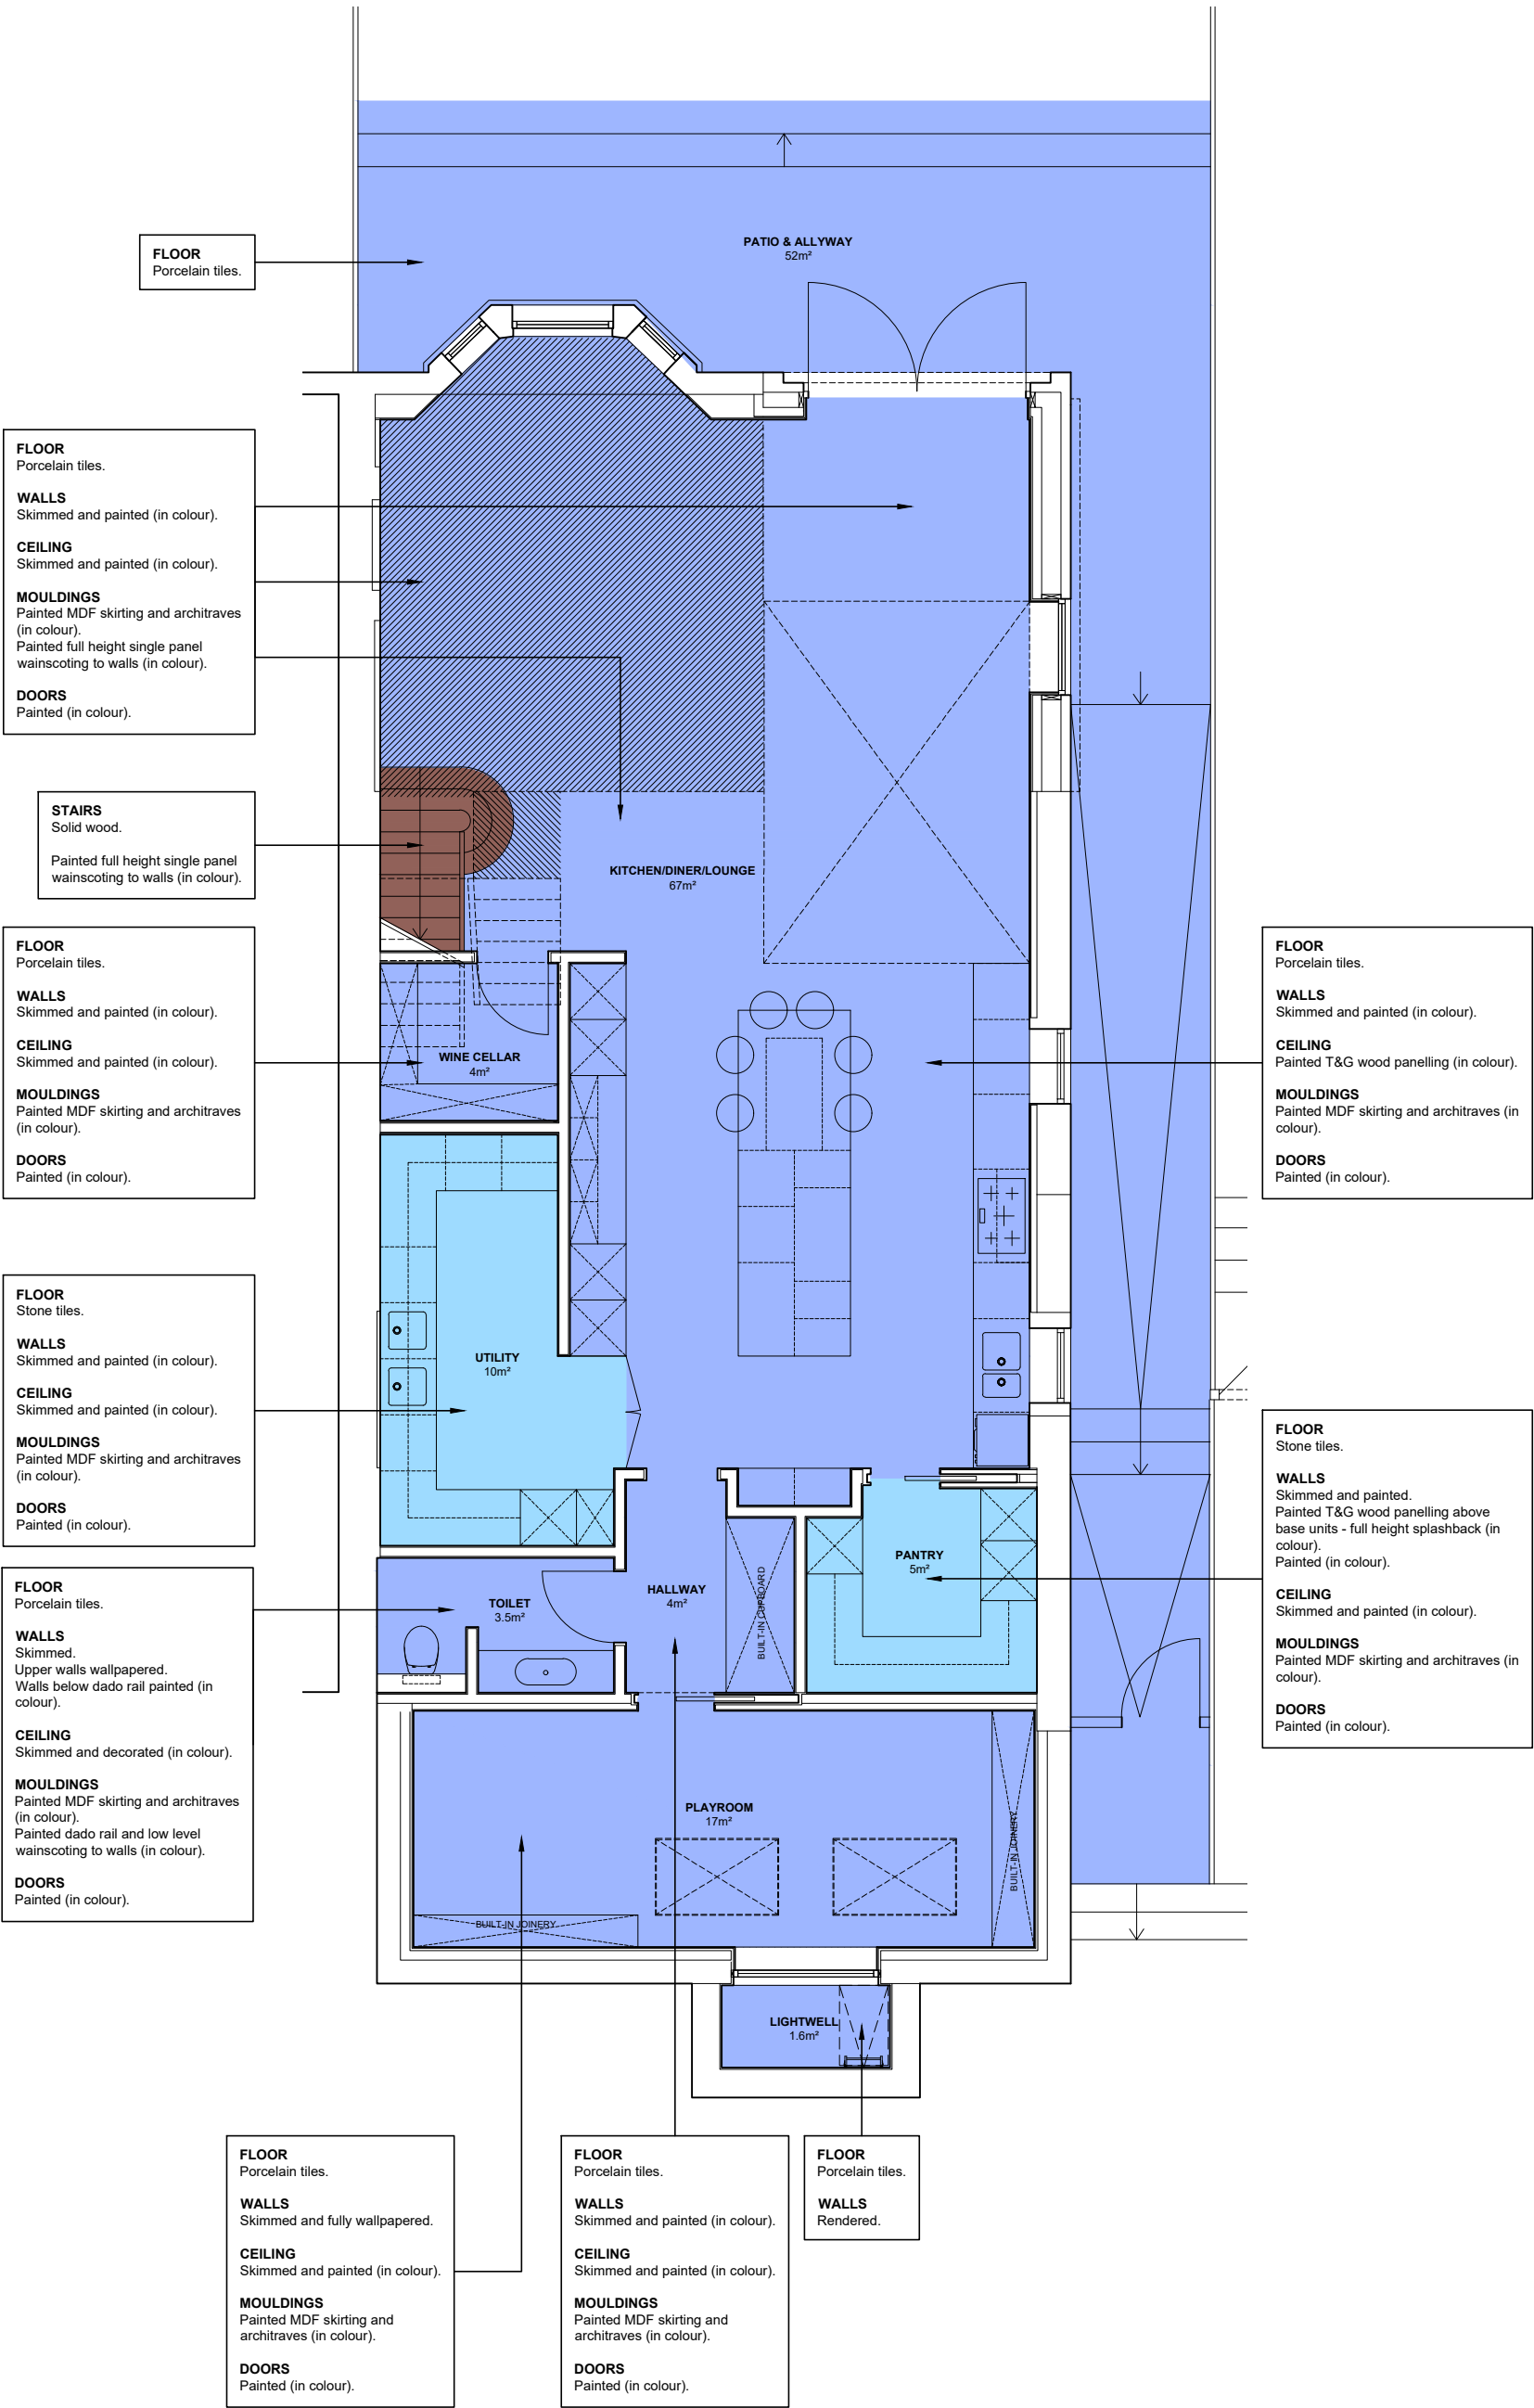 PATIO & ALLYWAY
52m²
FLOOR
Porcelain tiles.
FLOOR
Porcelain tiles.
WALLS
Skimmed and painted (in colour).
CEILING
Skimmed and painted (in colour).
MOULDINGS
Painted MDF skirting and architraves
(in colour).
Painted full height single panel
wainscoting to walls (in colour).
DOORS
Painted (in colour).
STAIRS
Solid wood.
Painted full height single panel
wainscoting to walls (in colour).
KITCHEN/DINER/LOUNGE
67m²
FLOOR
Porcelain tiles.
WALLS
Skimmed and painted (in colour).
CEILING
Skimmed and painted (in colour).
MOULDINGS
Painted MDF skirting and architraves
(in colour).
DOORS
Painted (in colour).
WINE CELLAR
4m²
FLOOR
Porcelain tiles.
WALLS
Skimmed and painted (in colour).
CEILING
Painted T&G wood panelling (in colour).
MOULDINGS
Painted MDF skirting and architraves (in
colour).
DOORS
Painted (in colour).
FLOOR
Stone tiles.
WALLS
Skimmed and painted (in colour).
CEILING
Skimmed and painted (in colour).
MOULDINGS
Painted MDF skirting and architraves
(in colour).
DOORS
Painted (in colour).
UTILITY
10m²
FLOOR
Stone tiles.
WALLS
Skimmed and painted.
Painted T&G wood panelling above
base units - full height splashback (in
colour).
Painted (in colour).
CEILING
Skimmed and painted (in colour).
MOULDINGS
Painted MDF skirting and architraves (in
colour).
DOORS
Painted (in colour).
PANTRY
5m²
FLOOR
Porcelain tiles.
WALLS
Skimmed.
Upper walls wallpapered.
Walls below dado rail painted (in
colour).
CEILING
Skimmed and decorated (in colour).
MOULDINGS
Painted MDF skirting and architraves
(in colour).
Painted dado rail and low level
wainscoting to walls (in colour).
DOORS
Painted (in colour).
TOILET
3.5m²
HALLWAY
4m²
BUILT-IN CUPBOARD
PLAYROOM
17m²
BUILT-IN JOINERY
BUILT-IN JOINERY
LIGHTWELL
1.6m²
FLOOR
Porcelain tiles.
WALLS
Skimmed and fully wallpapered.
CEILING
Skimmed and painted (in colour).
MOULDINGS
Painted MDF skirting and
architraves (in colour).
DOORS
Painted (in colour).
FLOOR
Porcelain tiles.
WALLS
Skimmed and painted (in colour).
CEILING
Skimmed and painted (in colour).
MOULDINGS
Painted MDF skirting and
architraves (in colour).
DOORS
Painted (in colour).
FLOOR
Porcelain tiles.
WALLS
Rendered.